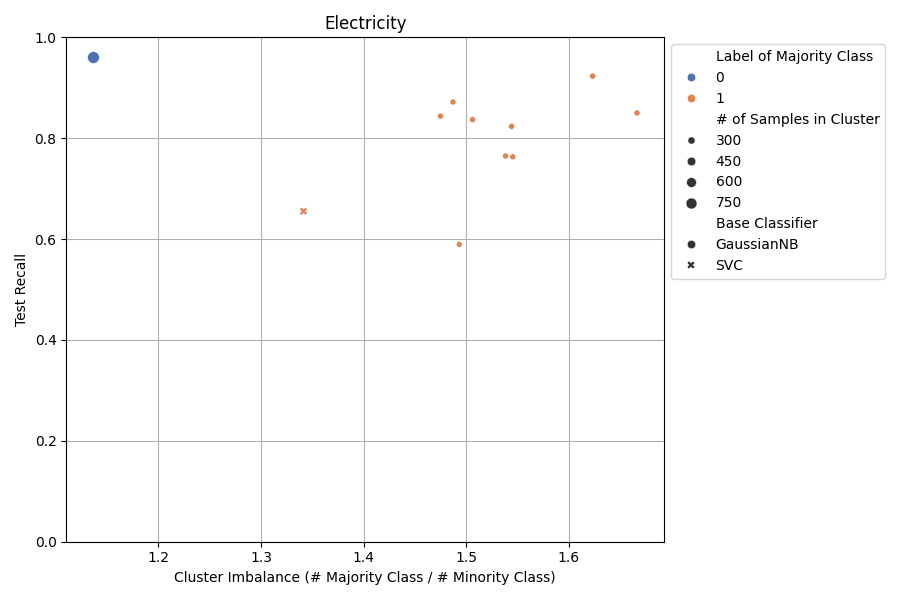 Electricity
1.0
0.8
0.6
0.4
0.2
0.0
Test Recall
1.2
1.3
1.4
1.5
1.6
Cluster Imbalance (# Majority Class / # Minority Class)
Label of Majority Class
0
1
# of Samples in Cluster
300
450
600
750
Base Classifier
GaussianNB
SVC